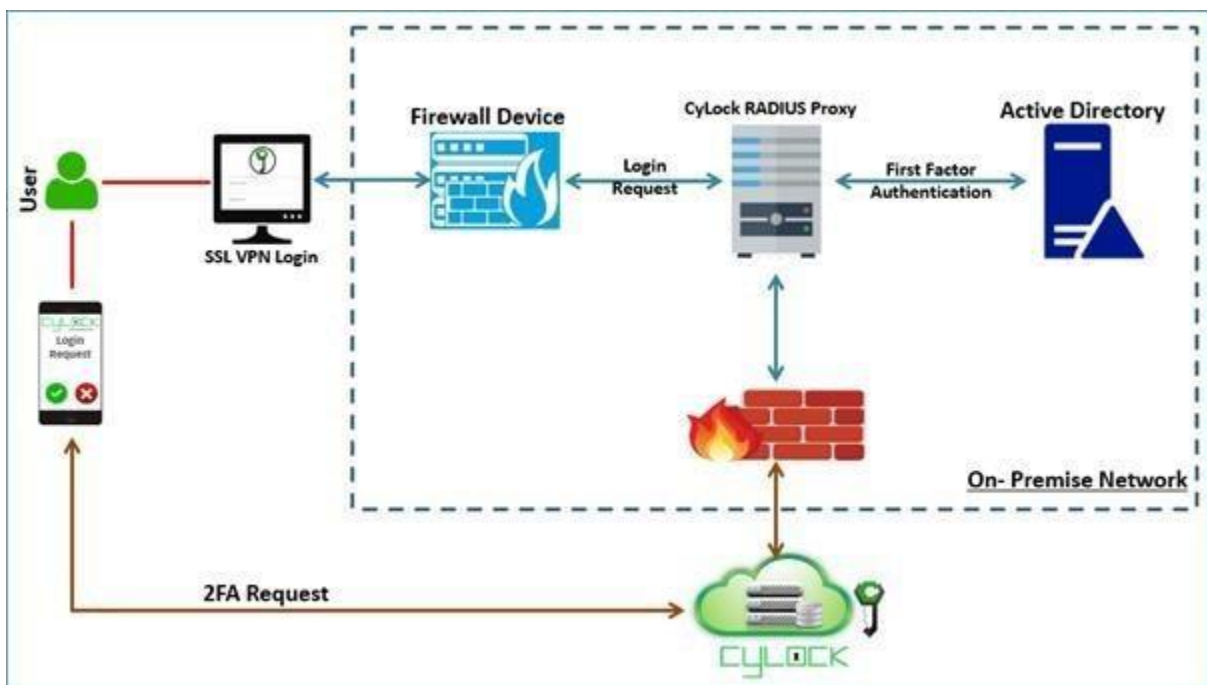 User
SSL VPN Login
Firewall Device
Login
Request
CyLock RADIUS Proxy
First Factor
Authentication
Active Directory
CYLOCK
Login
Request
On- Premise Network
2FA Request
CYLOCK